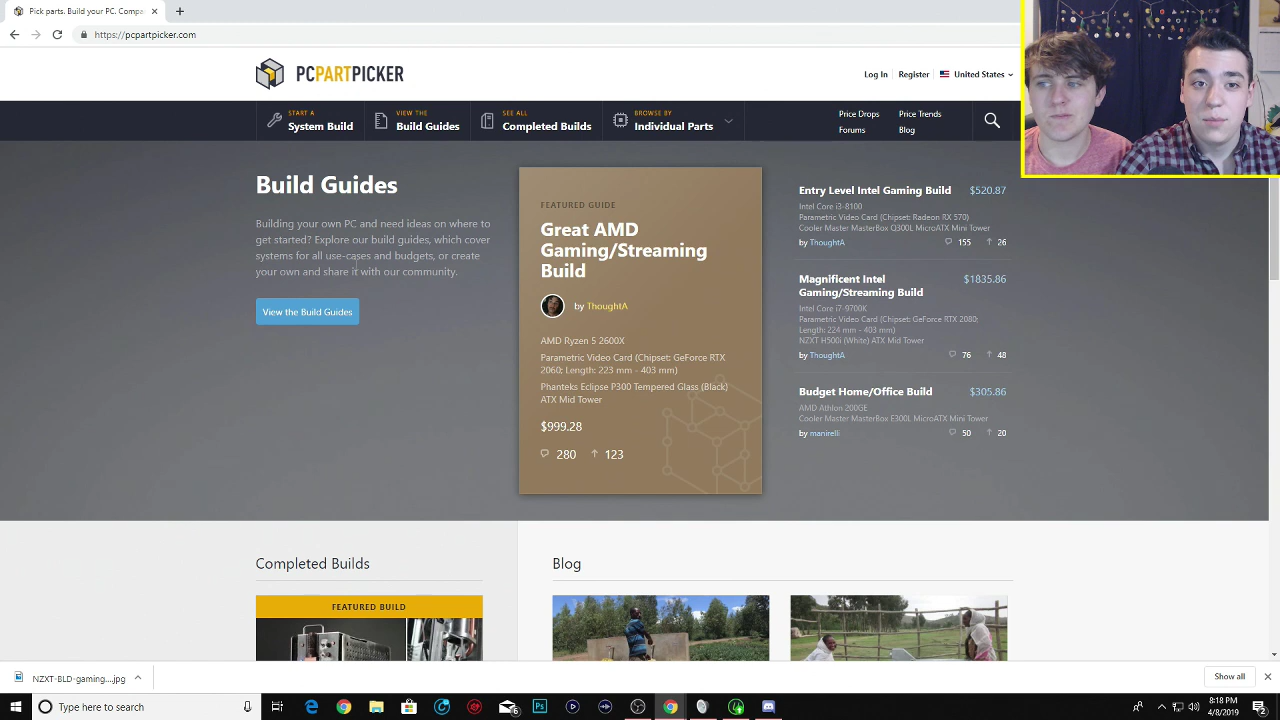 Pick parts. Build your PC. Compa
https://pcpartpicker.com
PCPARTPICKER
Log In
Register
United States
START A
System Build
VIEW THE
Build Guides
SEE ALL
Completed Builds
BROWSE BY
Individual Parts
Price Drops
Price Trends
Forums
Blog
Build Guides
Building your own PC and need ideas on where to
get started? Explore our build guides, which cover
systems for all use-cases and budgets, or create
your own and share it with our community.
View the Build Guides
FEATURED GUIDE
Great AMD
Gaming/Streaming
Build
by ThoughtA
AMD Ryzen 5 2600X
Parametric Video Card (Chipset: GeForce RTX
2060; Length: 223 mm - 403 mm)
Phanteks Eclipse P300 Tempered Glass (Black)
ATX Mid Tower
$999.28
280 123
Entry Level Intel Gaming Build $520.87
Intel Core i3-8100
Parametric Video Card (Chipset: Radeon RX 570)
Cooler Master MasterBox Q300L MicroATX Mini Tower
by ThoughtA 155 26
Magnificent Intel $1835.86
Gaming/Streaming Build
Intel Core i7-9700K
Parametric Video Card (Chipset: GeForce RTX 2080;
Length: 224 mm - 403 mm)
NZXT H500i (White) ATX Mid Tower
by ThoughtA 76 48
Budget Home/Office Build $305.86
AMD Athlon 200GE
Cooler Master MasterBox E300L MicroATX Mini Tower
by manirelli 50 20
Completed Builds
FEATURED BUILD
Blog
NZXT-BLD-gaming....jpg
Show all
Type here to search
8:18 PM
4/8/2019